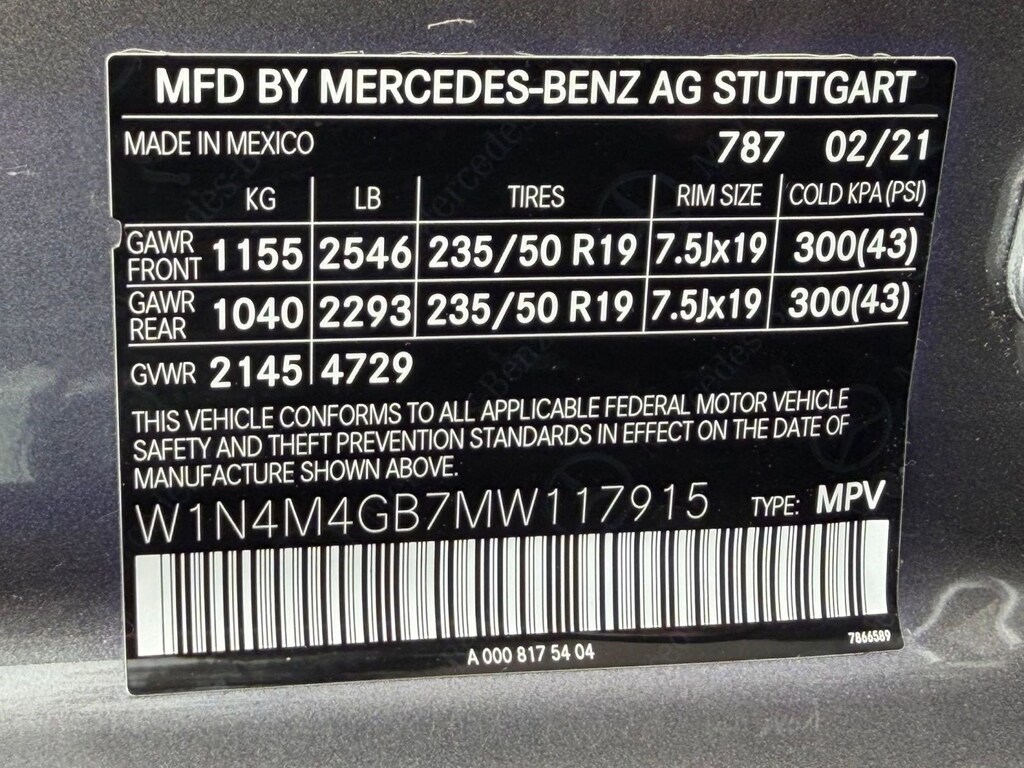 MFD BY MERCEDES-BENZ AG STUTTGART
MADE IN MEXICO 787 02/21
KG LB TIRES RIM SIZE COLD KPA (PSI)
GAWR FRONT 1155 2546 235/50 R19 7.5Jx19 300(43)
GAWR REAR 1040 2293 235/50 R19 7.5Jx19 300(43)
GVWR 2145 4729
THIS VEHICLE CONFORMS TO ALL APPLICABLE FEDERAL MOTOR VEHICLE
SAFETY AND THEFT PREVENTION STANDARDS IN EFFECT ON THE DATE OF
MANUFACTURE SHOWN ABOVE.
W1N4M4GB7MW117915 TYPE: MPV
A 000 817 54 04 7866589